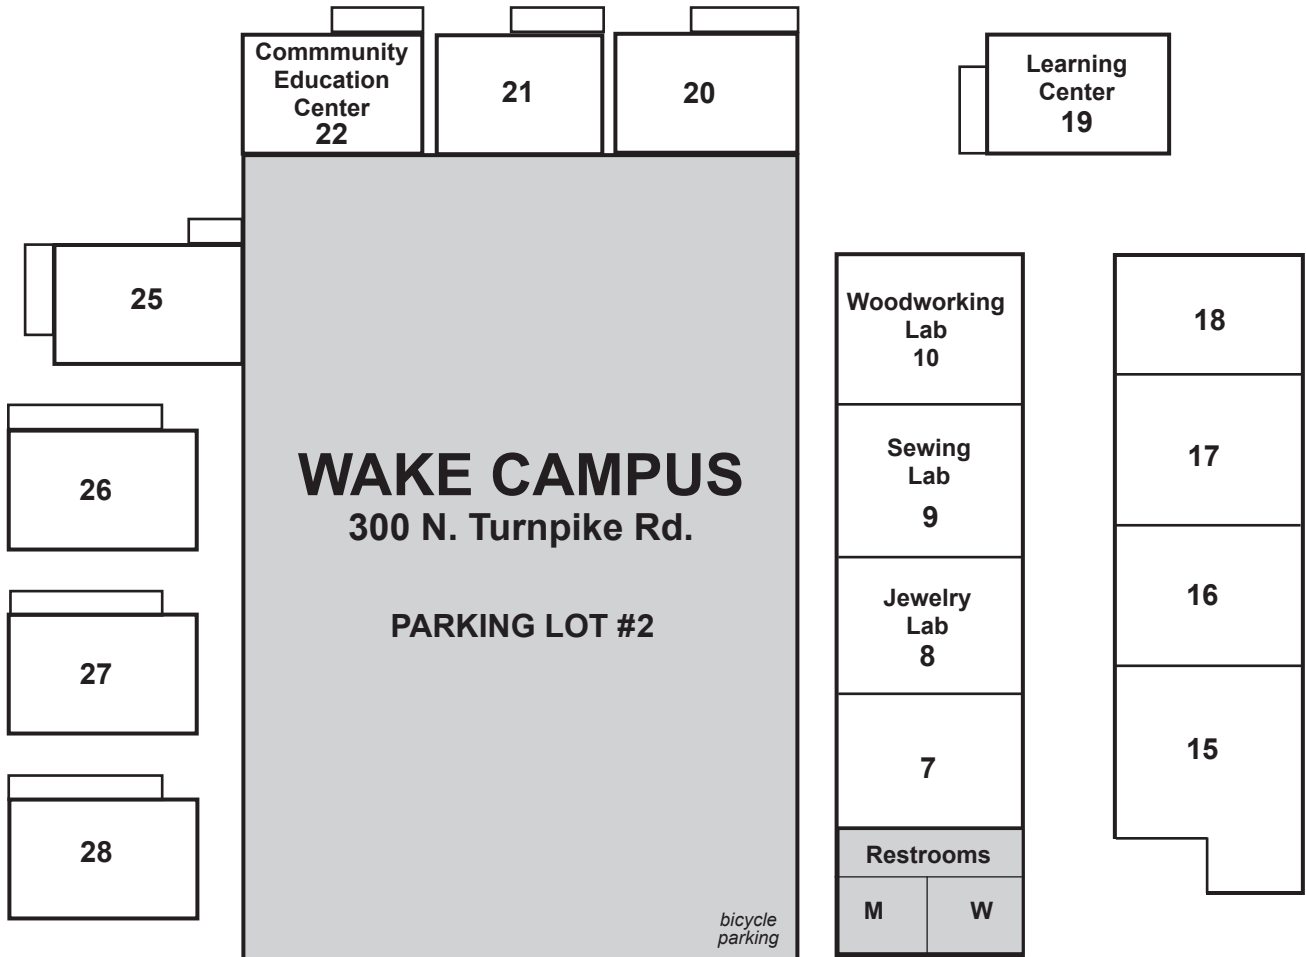 Commmunity
Education
Center
22
21
20
Learning
Center
19
25
26
27
28
WAKE CAMPUS
300 N. Turnpike Rd.
PARKING LOT #2
bicycle
parking
Woodworking
Lab
10
Sewing
Lab
9
Jewelry
Lab
8
7
Restrooms
M W
18
17
16
15